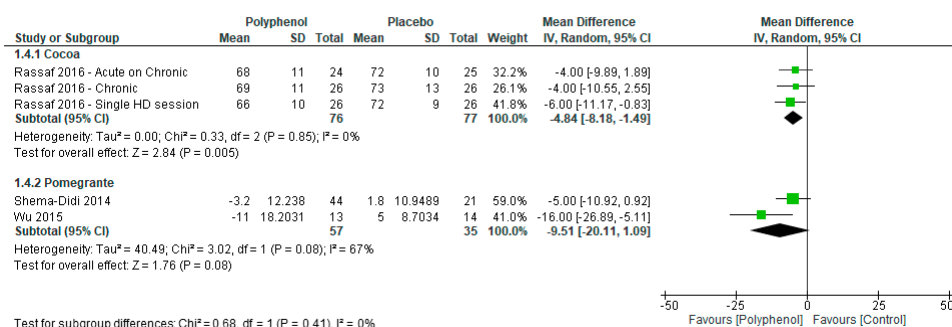 Polyphenol Placebo Mean Difference Mean Difference
Study or Subgroup Mean SD Total Mean SD Total Weight IV, Random, 95% CI IV, Random, 95% CI
1.4.1 Cocoa
Rassaf 2016 - Acute on Chronic 68 11 24 72 10 25 32.2% -4.00 [-9.89, 1.89]
Rassaf 2016 - Chronic 69 11 26 73 13 26 26.1% -4.00 [-10.55, 2.55]
Rassaf 2016 - Single HD session 66 10 26 72 9 26 41.8% -6.00 [-11.17, -0.83]
Subtotal (95% CI) 76 77 100.0% -4.84 [-8.18, -1.49]
Heterogeneity: Tau² = 0.00; Chi² = 0.33, df = 2 (P = 0.85); I² = 0%
Test for overall effect: Z = 2.84 (P = 0.005)
1.4.2 Pomegrante
Shema-Didi 2014 -3.2 12.238 44 1.8 10.9489 21 59.0% -5.00 [-10.92, 0.92]
Wu 2015 -11 18.2031 13 5 8.7034 14 41.0% -16.00 [-26.89, -5.11]
Subtotal (95% CI) 57 35 100.0% -9.51 [-20.11, 1.09]
Heterogeneity: Tau² = 40.49; Chi² = 3.02, df = 1 (P = 0.08); I² = 67%
Test for overall effect: Z = 1.76 (P = 0.08)
-50 -25 0 25 50
Favours [Polyphenol] Favours [Control]
Test for subgroup differences: Chi² = 0.68, df = 1 (P = 0.41), I² = 0%